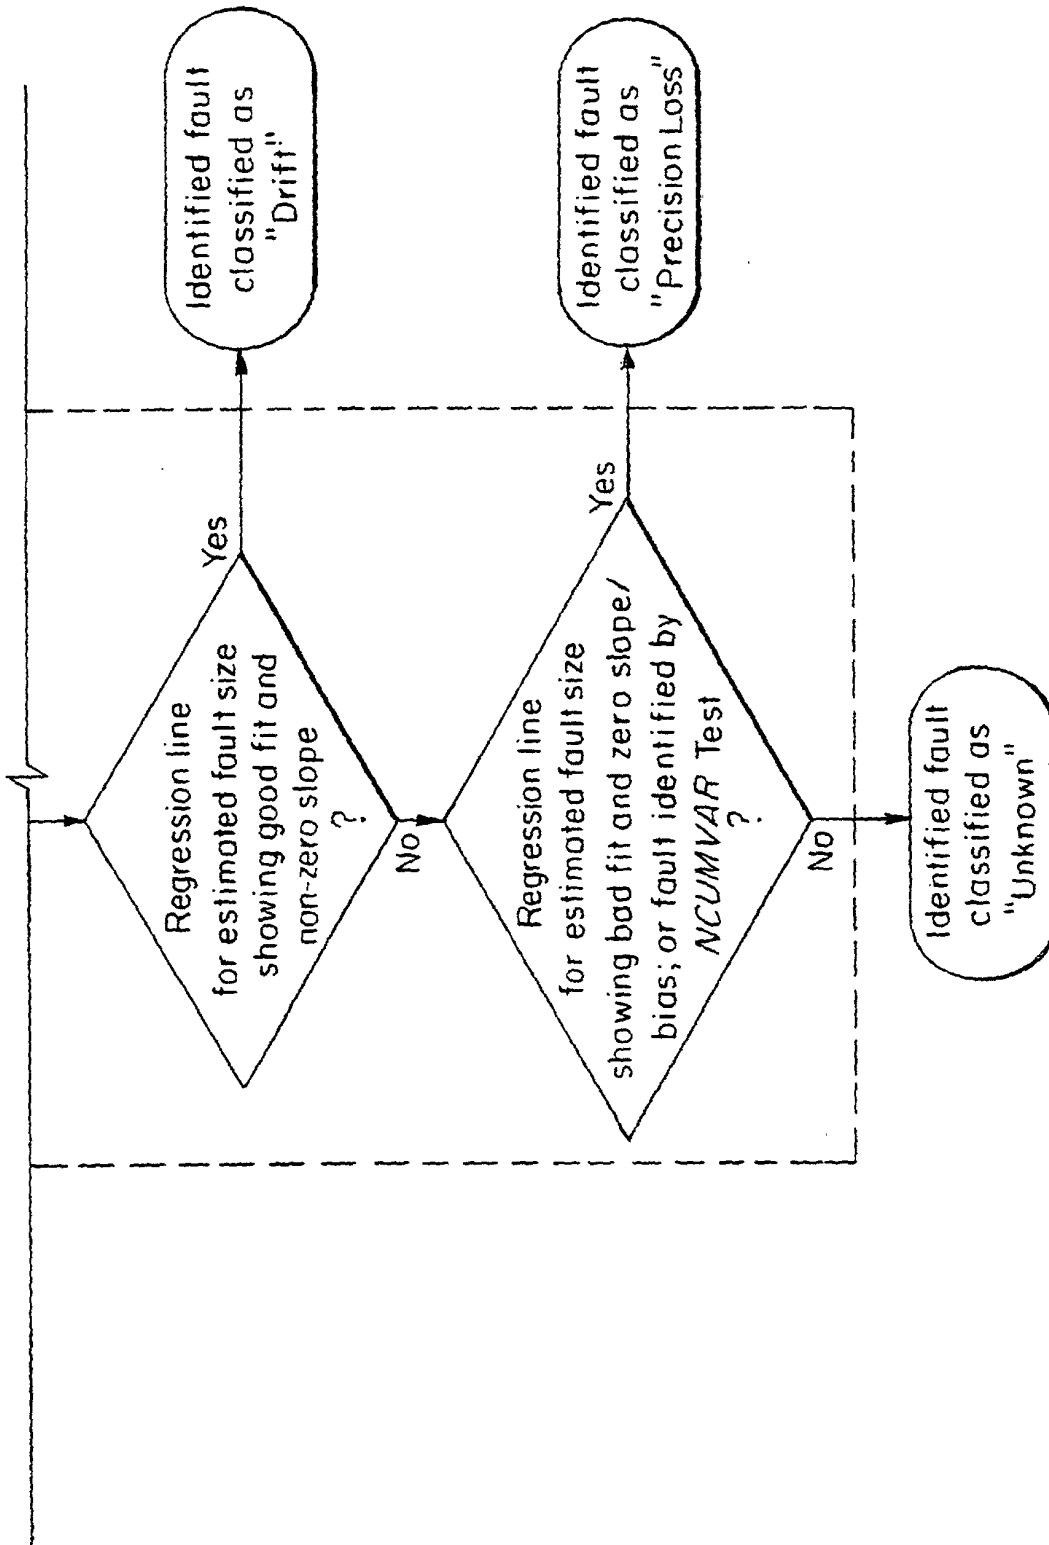 Regression line
for estimated fault size
showing good fit and
non-zero slope
?
Yes
Identified fault
classified as
"Drift"
No
Regression line
for estimated fault size
showing bad fit and zero slope/
bias; or fault identified by
NCUMVAR Test
?
Yes
Identified fault
classified as
"Precision Loss"
No
Identified fault
classified as
"Unknown"